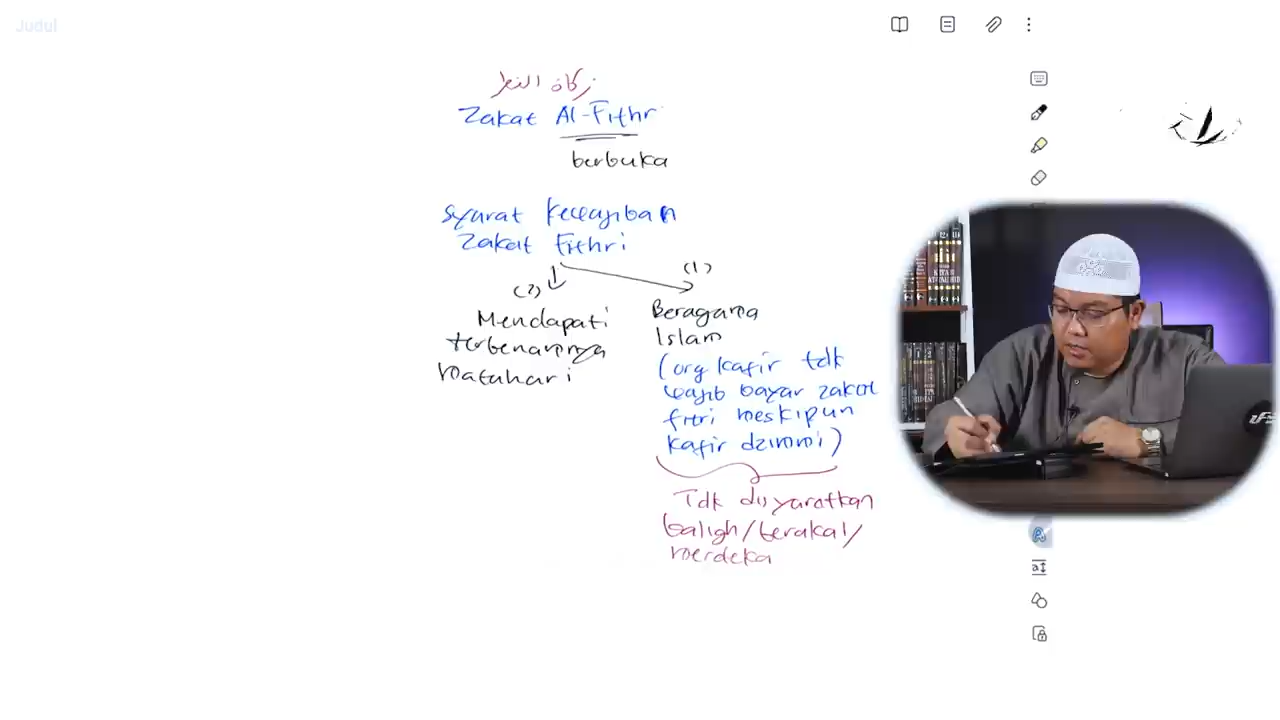 Judul
زكاة الفطر
Zakat Al-Fithr
berbuka
Syarat kewajiban
Zakat Fithri
(1)
Beragama
Islam
(org kafir tdk
wajib bayar zakat
fitri meskipun
kafir dzimmi)
Tdk disyaratkan
baligh/berakal/
merdeka
(2)
Mendapati
terbenamnya
matahari